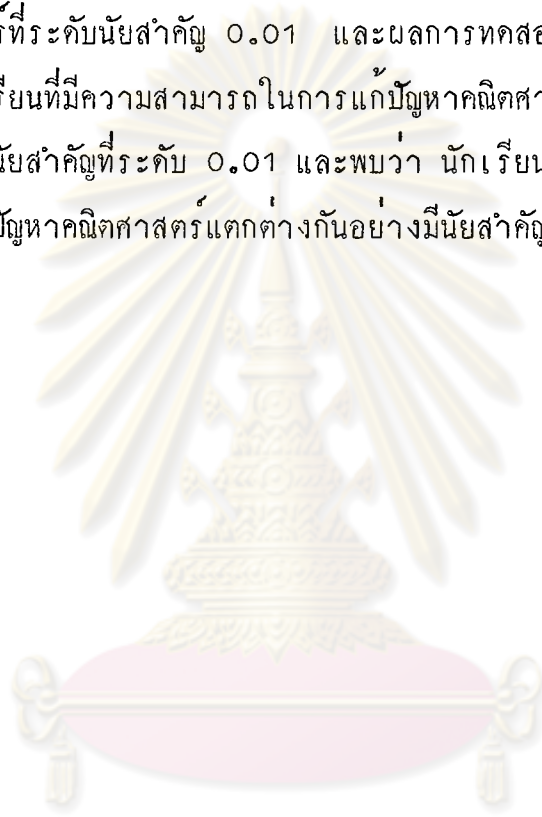 ร์ที่ระดับนัยสำคัญ 0.01 และผลการทดสอ
รียนที่มีความสามารถในการแก้ปัญหาคณิตศา
นัยสำคัญที่ระดับ 0.01 และพบว่า นักเรียน
ปัญหาคณิตศาสตร์แตกต่างกันอย่างมีนัยสำคัญ